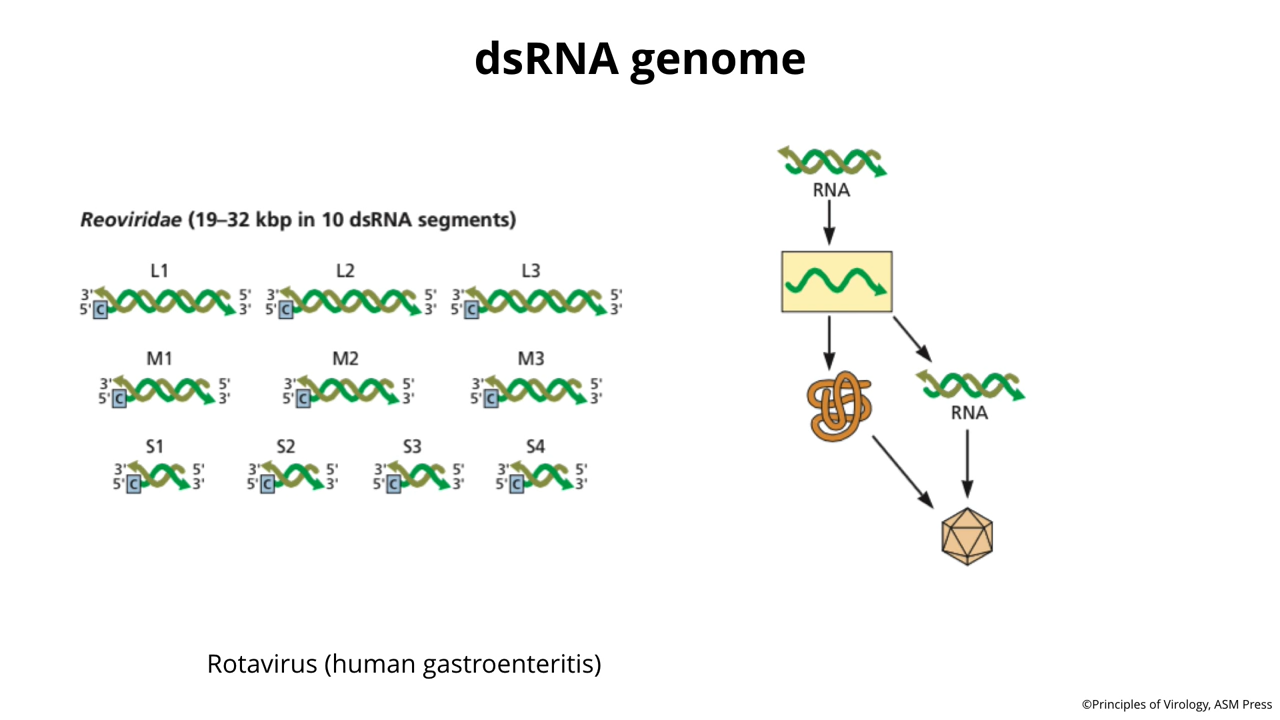 dsRNA genome
Reoviridae (19–32 kbp in 10 dsRNA segments)
L1 L2 L3
3' 5' 3' 5' 3' 5'
5' C 3' 5' C 3' 5' C 3'
M1 M2 M3
3' 5' 3' 5' 3' 5'
5' C 3' 5' C 3' 5' C 3'
S1 S2 S3 S4
3' 5' 3' 5' 3' 5' 3' 5'
5' C 3' 5' C 3' 5' C 3' 5' C 3'
RNA
RNA
Rotavirus (human gastroenteritis)
©Principles of Virology, ASM Press